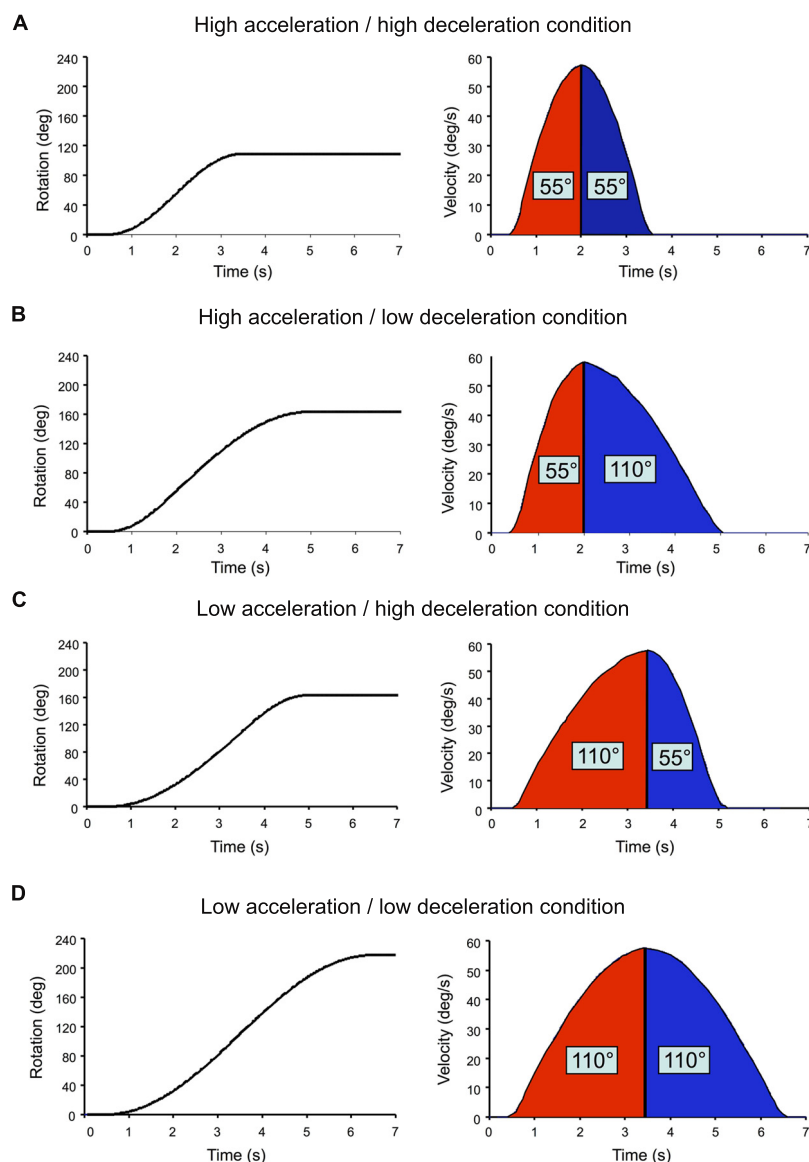 A
High acceleration / high deceleration condition
Rotation (deg)
240
200
160
120
80
40
0
0 1 2 3 4 5 6 7
Time (s)
Velocity (deg/s)
60
50
40
30
20
10
0
55° 55°
0 1 2 3 4 5 6 7
Time (s)
B
High acceleration / low deceleration condition
Rotation (deg)
240
200
160
120
80
40
0
0 1 2 3 4 5 6 7
Time (s)
Velocity (deg/s)
60
50
40
30
20
10
0
55° 110°
0 1 2 3 4 5 6 7
Time (s)
C
Low acceleration / high deceleration condition
Rotation (deg)
240
200
160
120
80
40
0
0 1 2 3 4 5 6 7
Time (s)
Velocity (deg/s)
60
50
40
30
20
10
0
110° 55°
0 1 2 3 4 5 6 7
Time (s)
D
Low acceleration / low deceleration condition
Rotation (deg)
240
200
160
120
80
40
0
0 1 2 3 4 5 6 7
Time (s)
Velocity (deg/s)
60
50
40
30
20
10
0
110° 110°
0 1 2 3 4 5 6 7
Time (s)